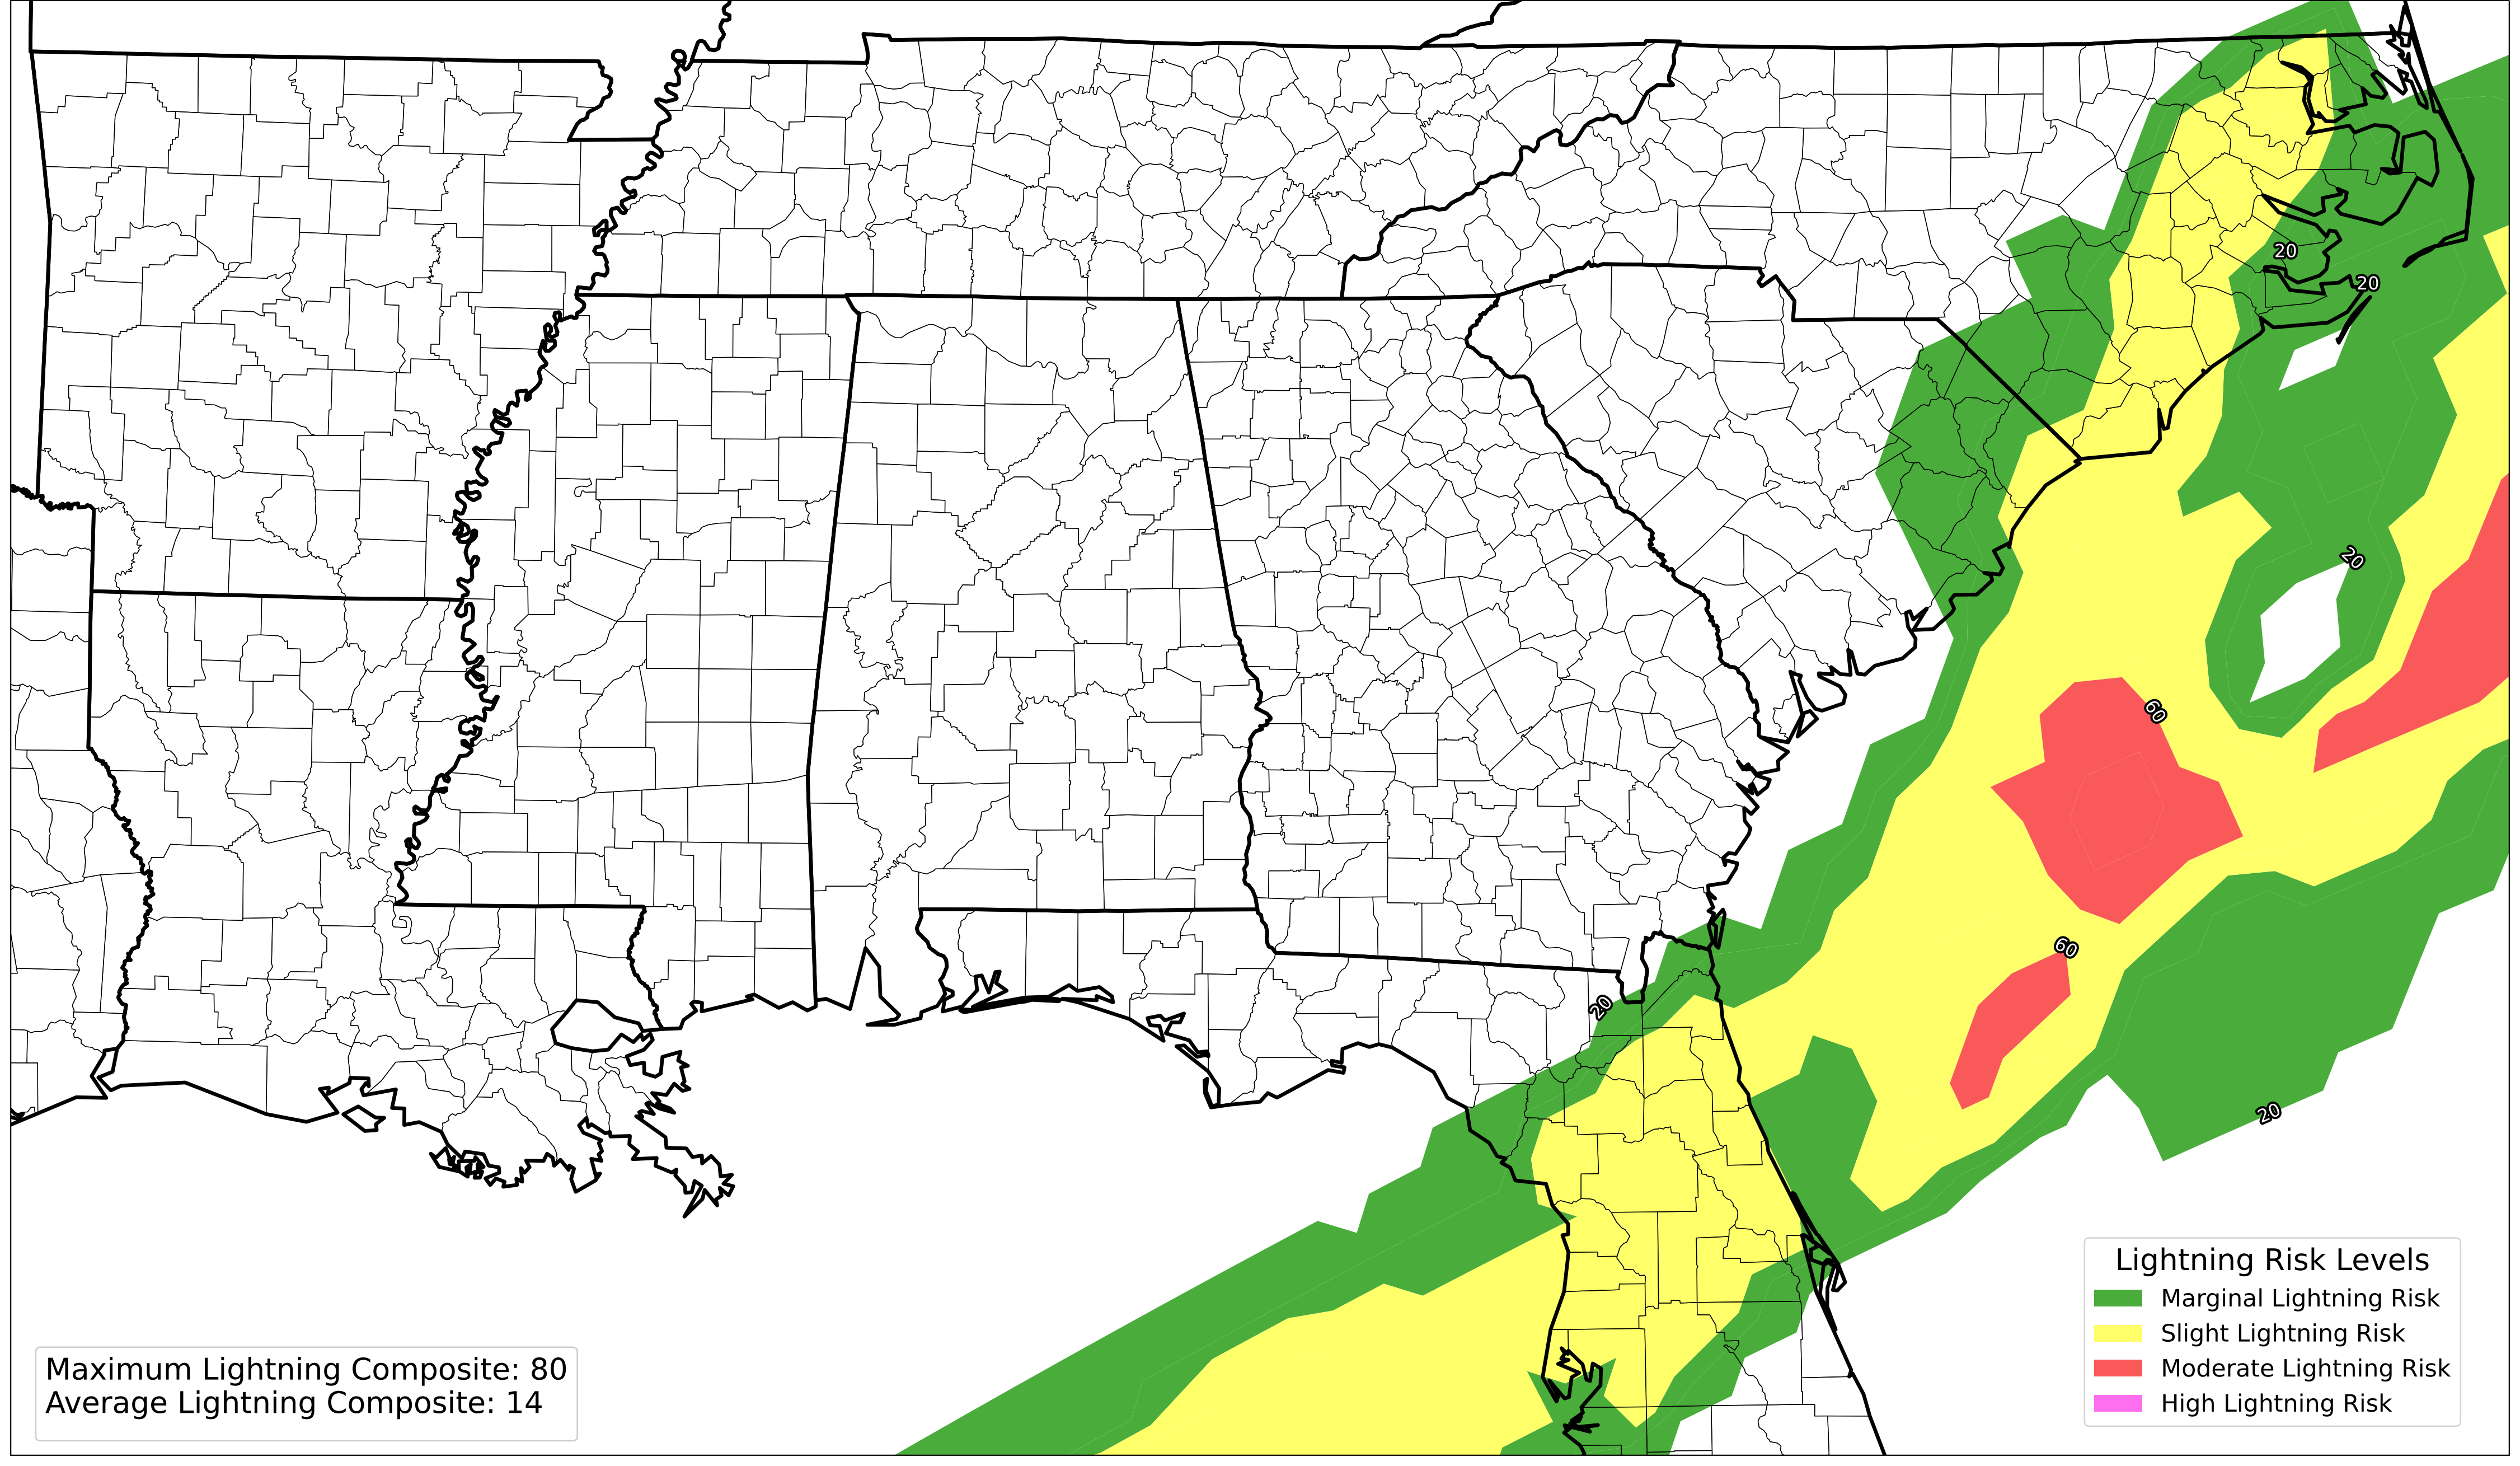 20
20
20
60
60
20
20
Lightning Risk Levels
Marginal Lightning Risk
Slight Lightning Risk
Moderate Lightning Risk
High Lightning Risk
Maximum Lightning Composite: 80
Average Lightning Composite: 14